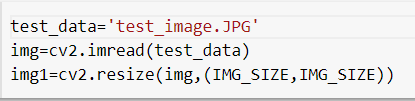 test_data='test_image.JPG'
img=cv2.imread(test_data)
img1=cv2.resize(img,(IMG_SIZE,IMG_SIZE))